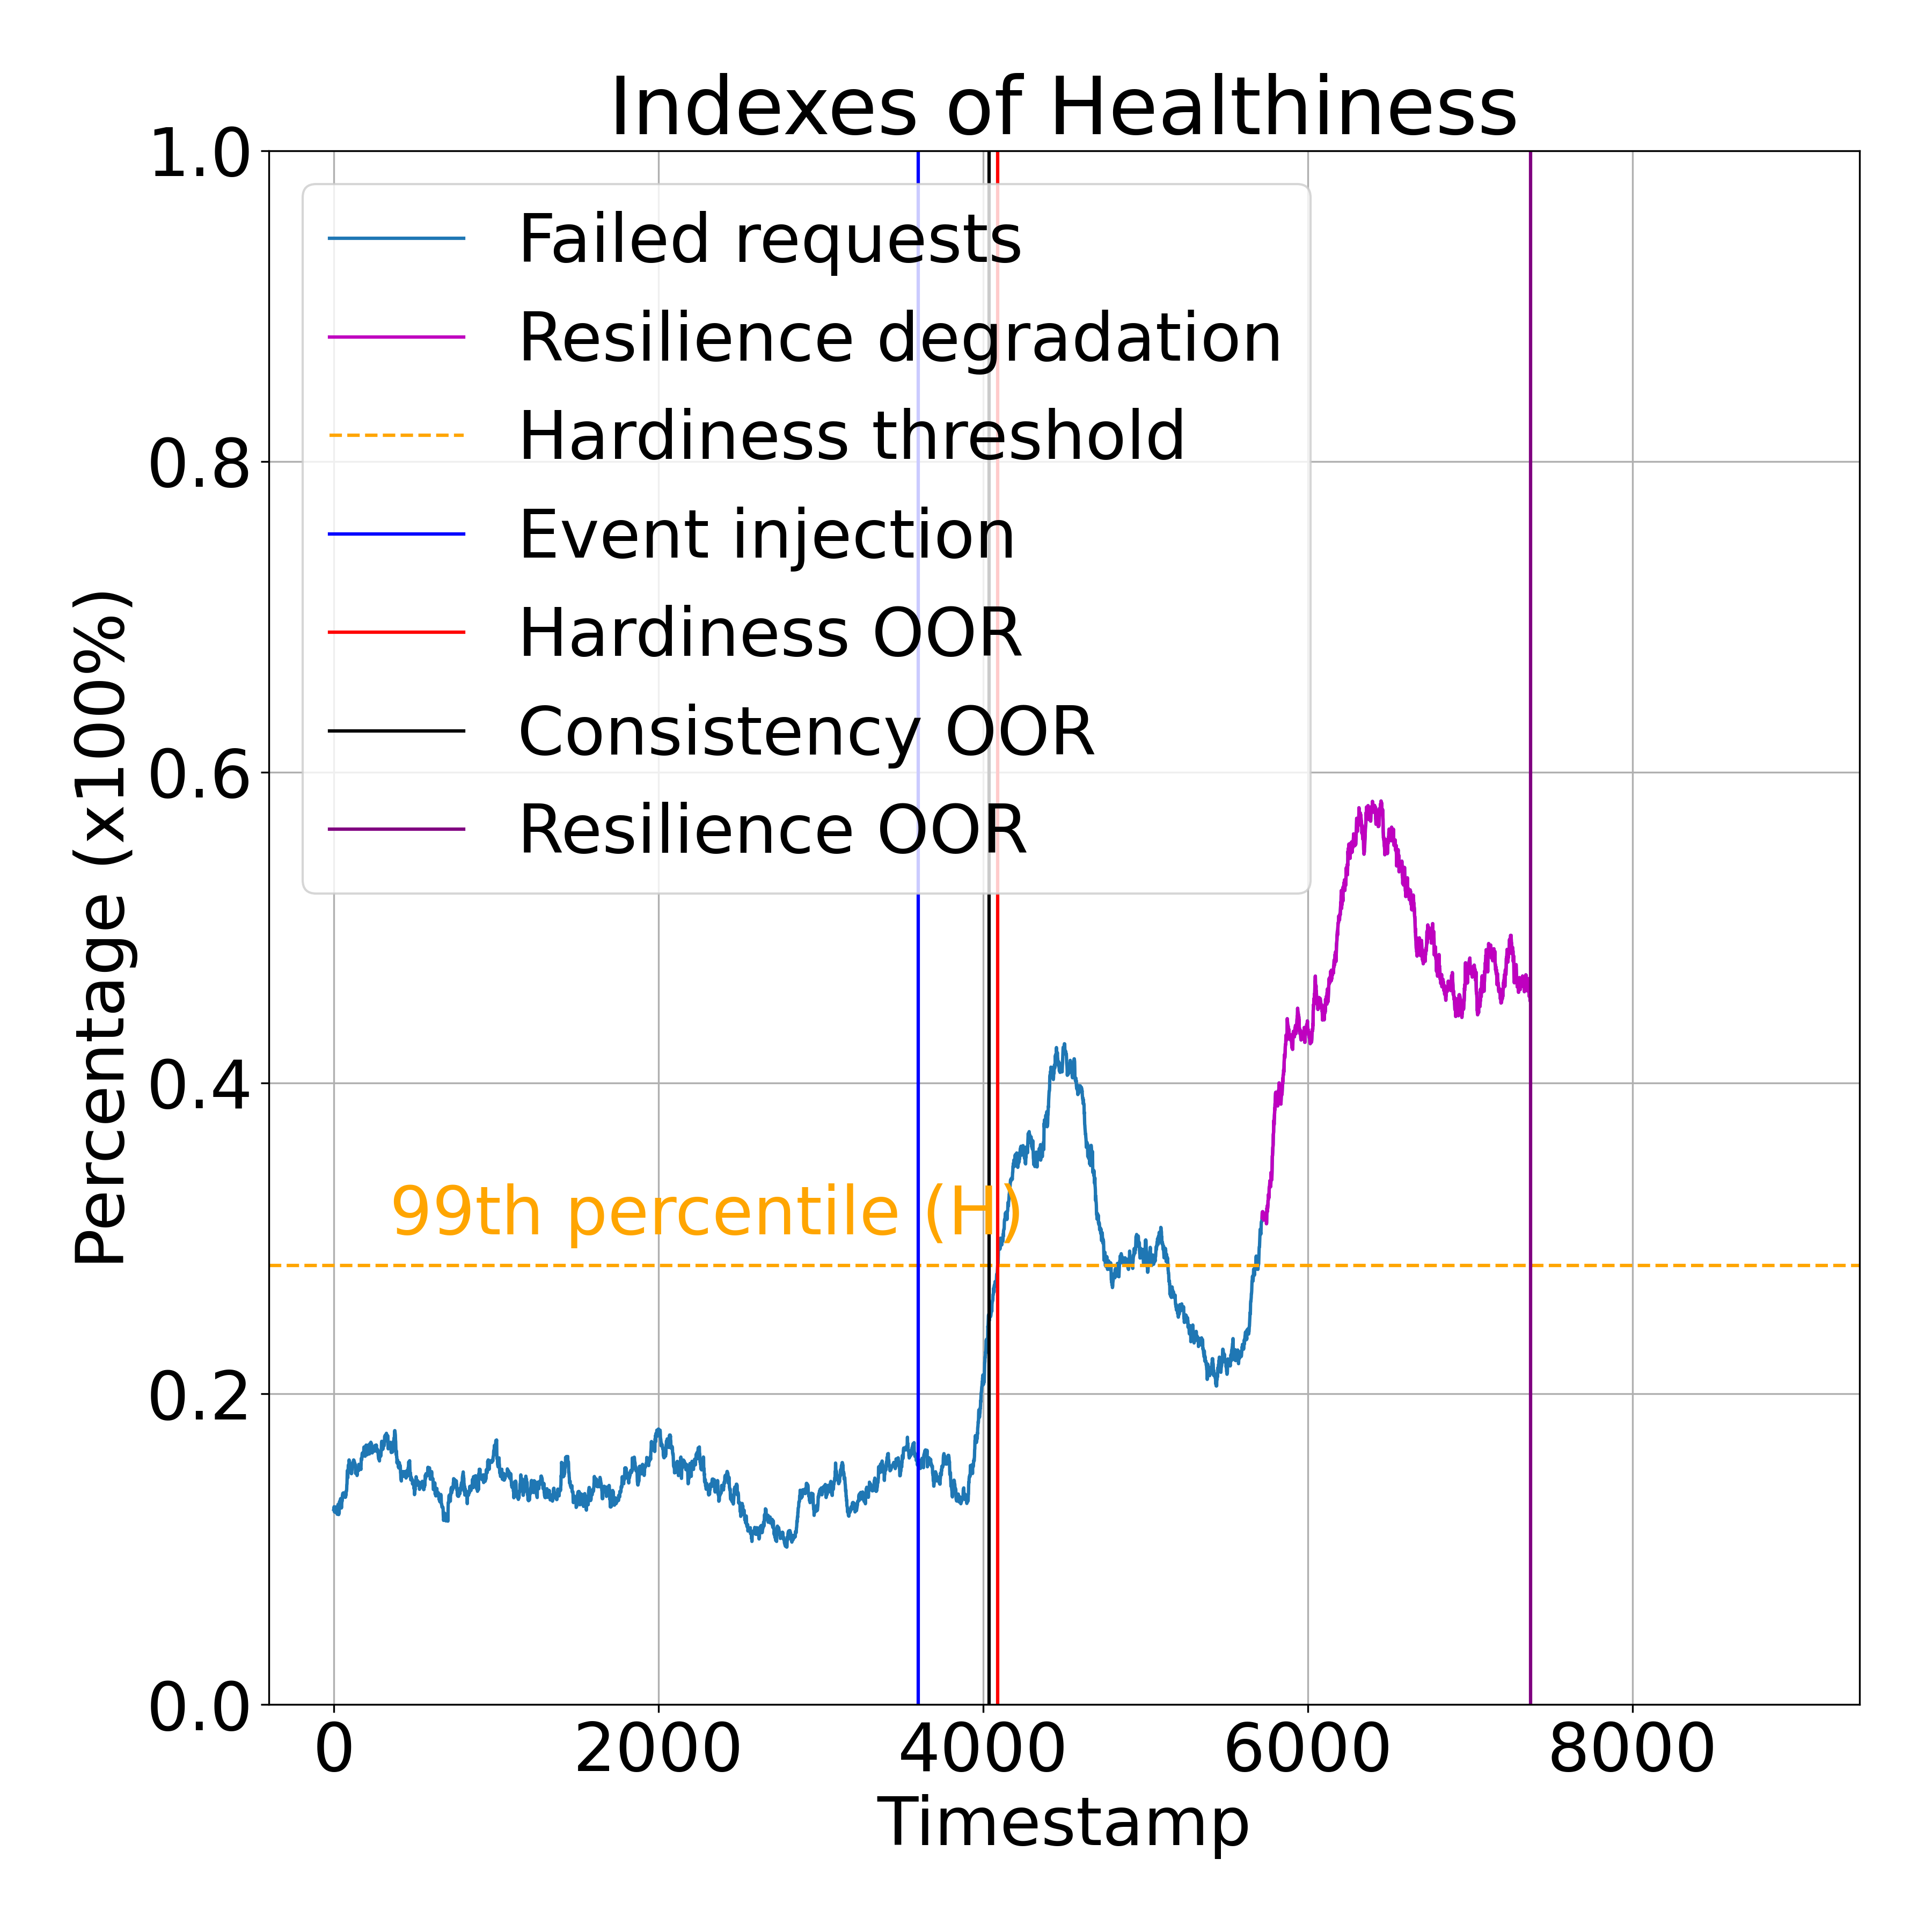 Indexes of Healthiness
1.0
0.8
0.6
0.4
0.2
0.0
Percentage (x100%)
Failed requests
Resilience degradation
Hardiness threshold
Event injection
Hardiness OOR
Consistency OOR
Resilience OOR
99th percentile (H)
0 2000 4000 6000 8000
Timestamp